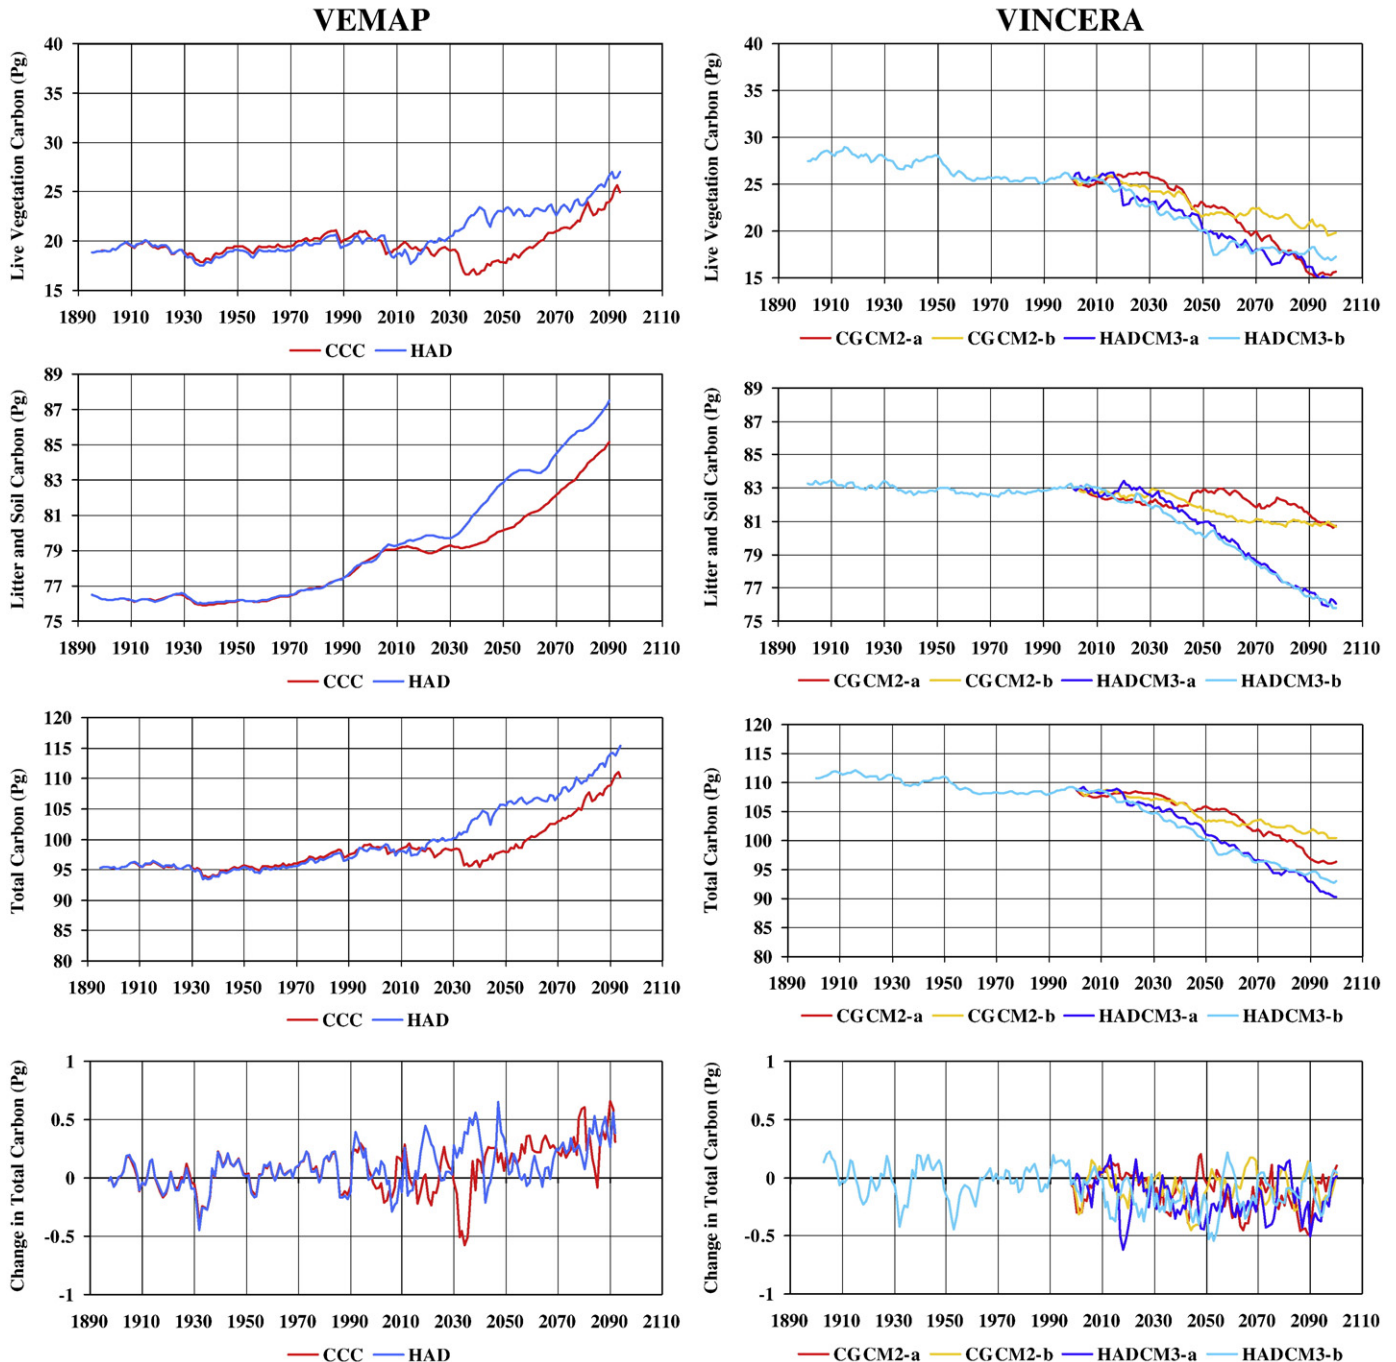 VEMAP
VINCERA
Live Vegetation Carbon (Pg)
40
35
30
25
20
15
1890 1910 1930 1950 1970 1990 2010 2030 2050 2070 2090 2110
CCC HAD
Live Vegetation Carbon (Pg)
40
35
30
25
20
15
1890 1910 1930 1950 1970 1990 2010 2030 2050 2070 2090 2110
CGCM2-a CGCM2-b HADCM3-a HADCM3-b
Litter and Soil Carbon (Pg)
89
87
85
83
81
79
77
75
1890 1910 1930 1950 1970 1990 2010 2030 2050 2070 2090 2110
CCC HAD
Litter and Soil Carbon (Pg)
89
87
85
83
81
79
77
75
1890 1910 1930 1950 1970 1990 2010 2030 2050 2070 2090 2110
CGCM2-a CGCM2-b HADCM3-a HADCM3-b
Total Carbon (Pg)
120
115
110
105
100
95
90
85
80
1890 1910 1930 1950 1970 1990 2010 2030 2050 2070 2090 2110
CCC HAD
Total Carbon (Pg)
120
115
110
105
100
95
90
85
80
1890 1910 1930 1950 1970 1990 2010 2030 2050 2070 2090 2110
CGCM2-a CGCM2-b HADCM3-a HADCM3-b
Change in Total Carbon (Pg)
1
0.5
0
-0.5
-1
1890 1910 1930 1950 1970 1990 2010 2030 2050 2070 2090 2110
CCC HAD
Change in Total Carbon (Pg)
1
0.5
0
-0.5
-1
1890 1910 1930 1950 1970 1990 2010 2030 2050 2070 2090 2110
CGCM2-a CGCM2-b HADCM3-a HADCM3-b